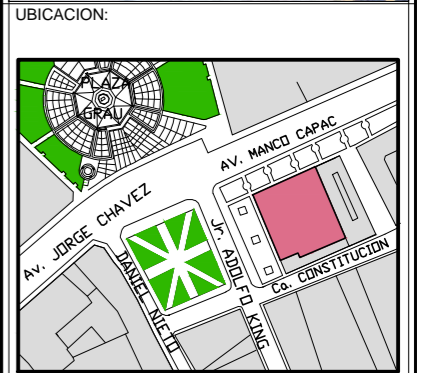 UBICACION:
PLAZA
GRAU
AV. MANCO CAPAC
Av. JORGE CHAVEZ
Jr. ADOLFO KING
DANIEL NIETO
Ca. CONSTITUCION